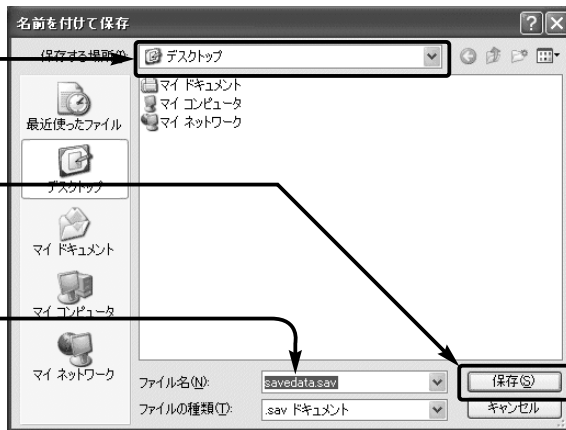 名前を付けて保存
保存する場所(I):
デスクトップ
マイ ドキュメント
マイ コンピュータ
マイ ネットワーク
最近使ったファイル
デスクトップ
マイ ドキュメント
マイ コンピュータ
マイ ネットワーク
ファイル名(N):
savedata.sav
保存(S)
ファイルの種類(T):
.sav ドキュメント
キャンセル